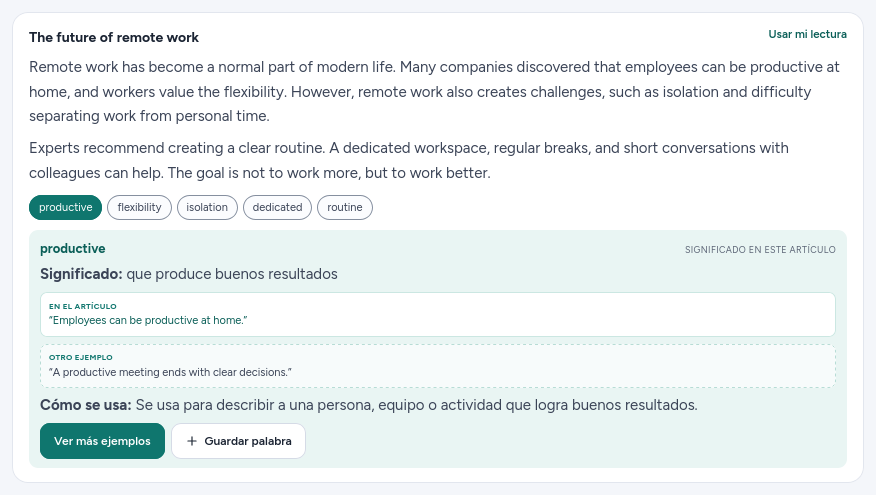 The future of remote work
Usar mi lectura
Remote work has become a normal part of modern life. Many companies discovered that employees can be productive at
home, and workers value the flexibility. However, remote work also creates challenges, such as isolation and difficulty
separating work from personal time.
Experts recommend creating a clear routine. A dedicated workspace, regular breaks, and short conversations with
colleagues can help. The goal is not to work more, but to work better.
productive flexibility isolation dedicated routine
productive
SIGNIFICADO EN ESTE ARTÍCULO
Significado: que produce buenos resultados
EN EL ARTÍCULO
“Employees can be productive at home.”
OTRO EJEMPLO
“A productive meeting ends with clear decisions.”
Cómo se usa: Se usa para describir a una persona, equipo o actividad que logra buenos resultados.
Ver más ejemplos
+ Guardar palabra